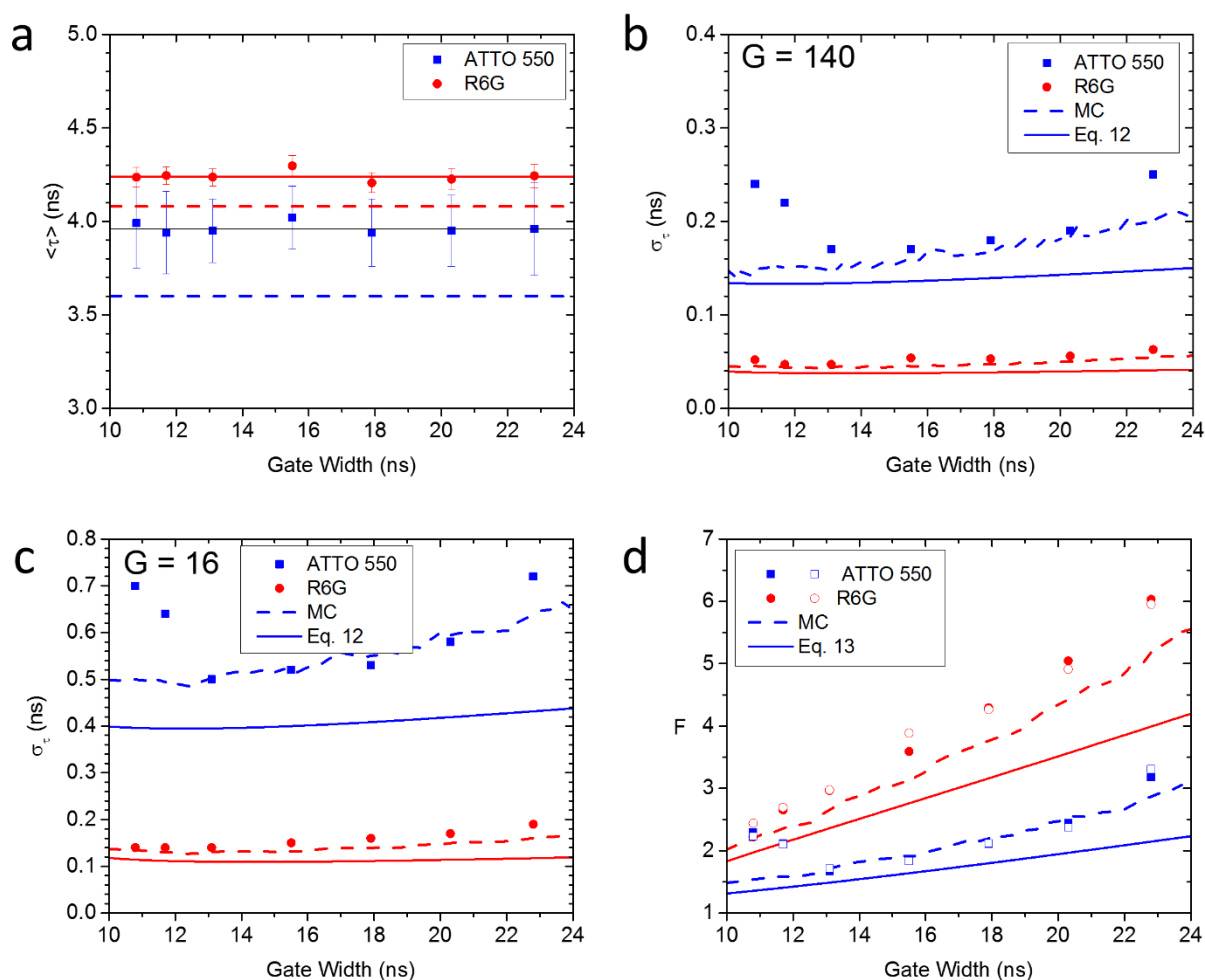 a
5.0
4.5
4.0
3.5
3.0
<τ> (ns)
ATTO 550
R6G
10 12 14 16 18 20 22 24
Gate Width (ns)
b
0.4
0.3
0.2
0.1
0.0
στ (ns)
G = 140
ATTO 550
R6G
MC
Eq. 12
10 12 14 16 18 20 22 24
Gate Width (ns)
c
0.8
0.7
0.6
0.5
0.4
0.3
0.2
0.1
0.0
στ (ns)
G = 16
ATTO 550
R6G
MC
Eq. 12
10 12 14 16 18 20 22 24
Gate Width (ns)
d
7
6
5
4
3
2
1
F
ATTO 550
R6G
MC
Eq. 13
10 12 14 16 18 20 22 24
Gate Width (ns)